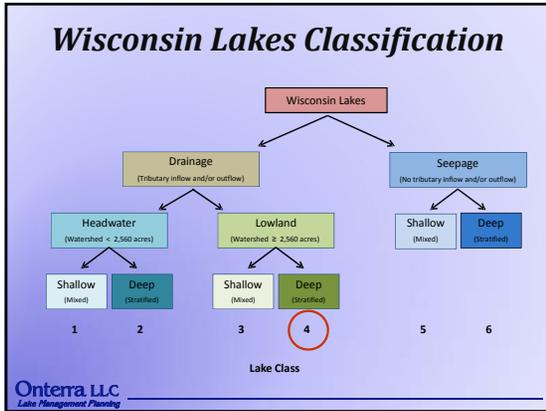 Wisconsin Lakes Classification
Wisconsin Lakes
Drainage
(Tributary inflow and/or outflow)
Seepage
(No tributary inflow and/or outflow)
Headwater
(Watershed < 2,560 acres)
Lowland
(Watershed ≥ 2,560 acres)
Shallow
(Mixed)
Deep
(Stratified)
Shallow
(Mixed)
Deep
(Stratified)
Shallow
(Mixed)
Deep
(Stratified)
1 2 3 4 5 6
Lake Class
Onterra LLC
Lake Management Planning